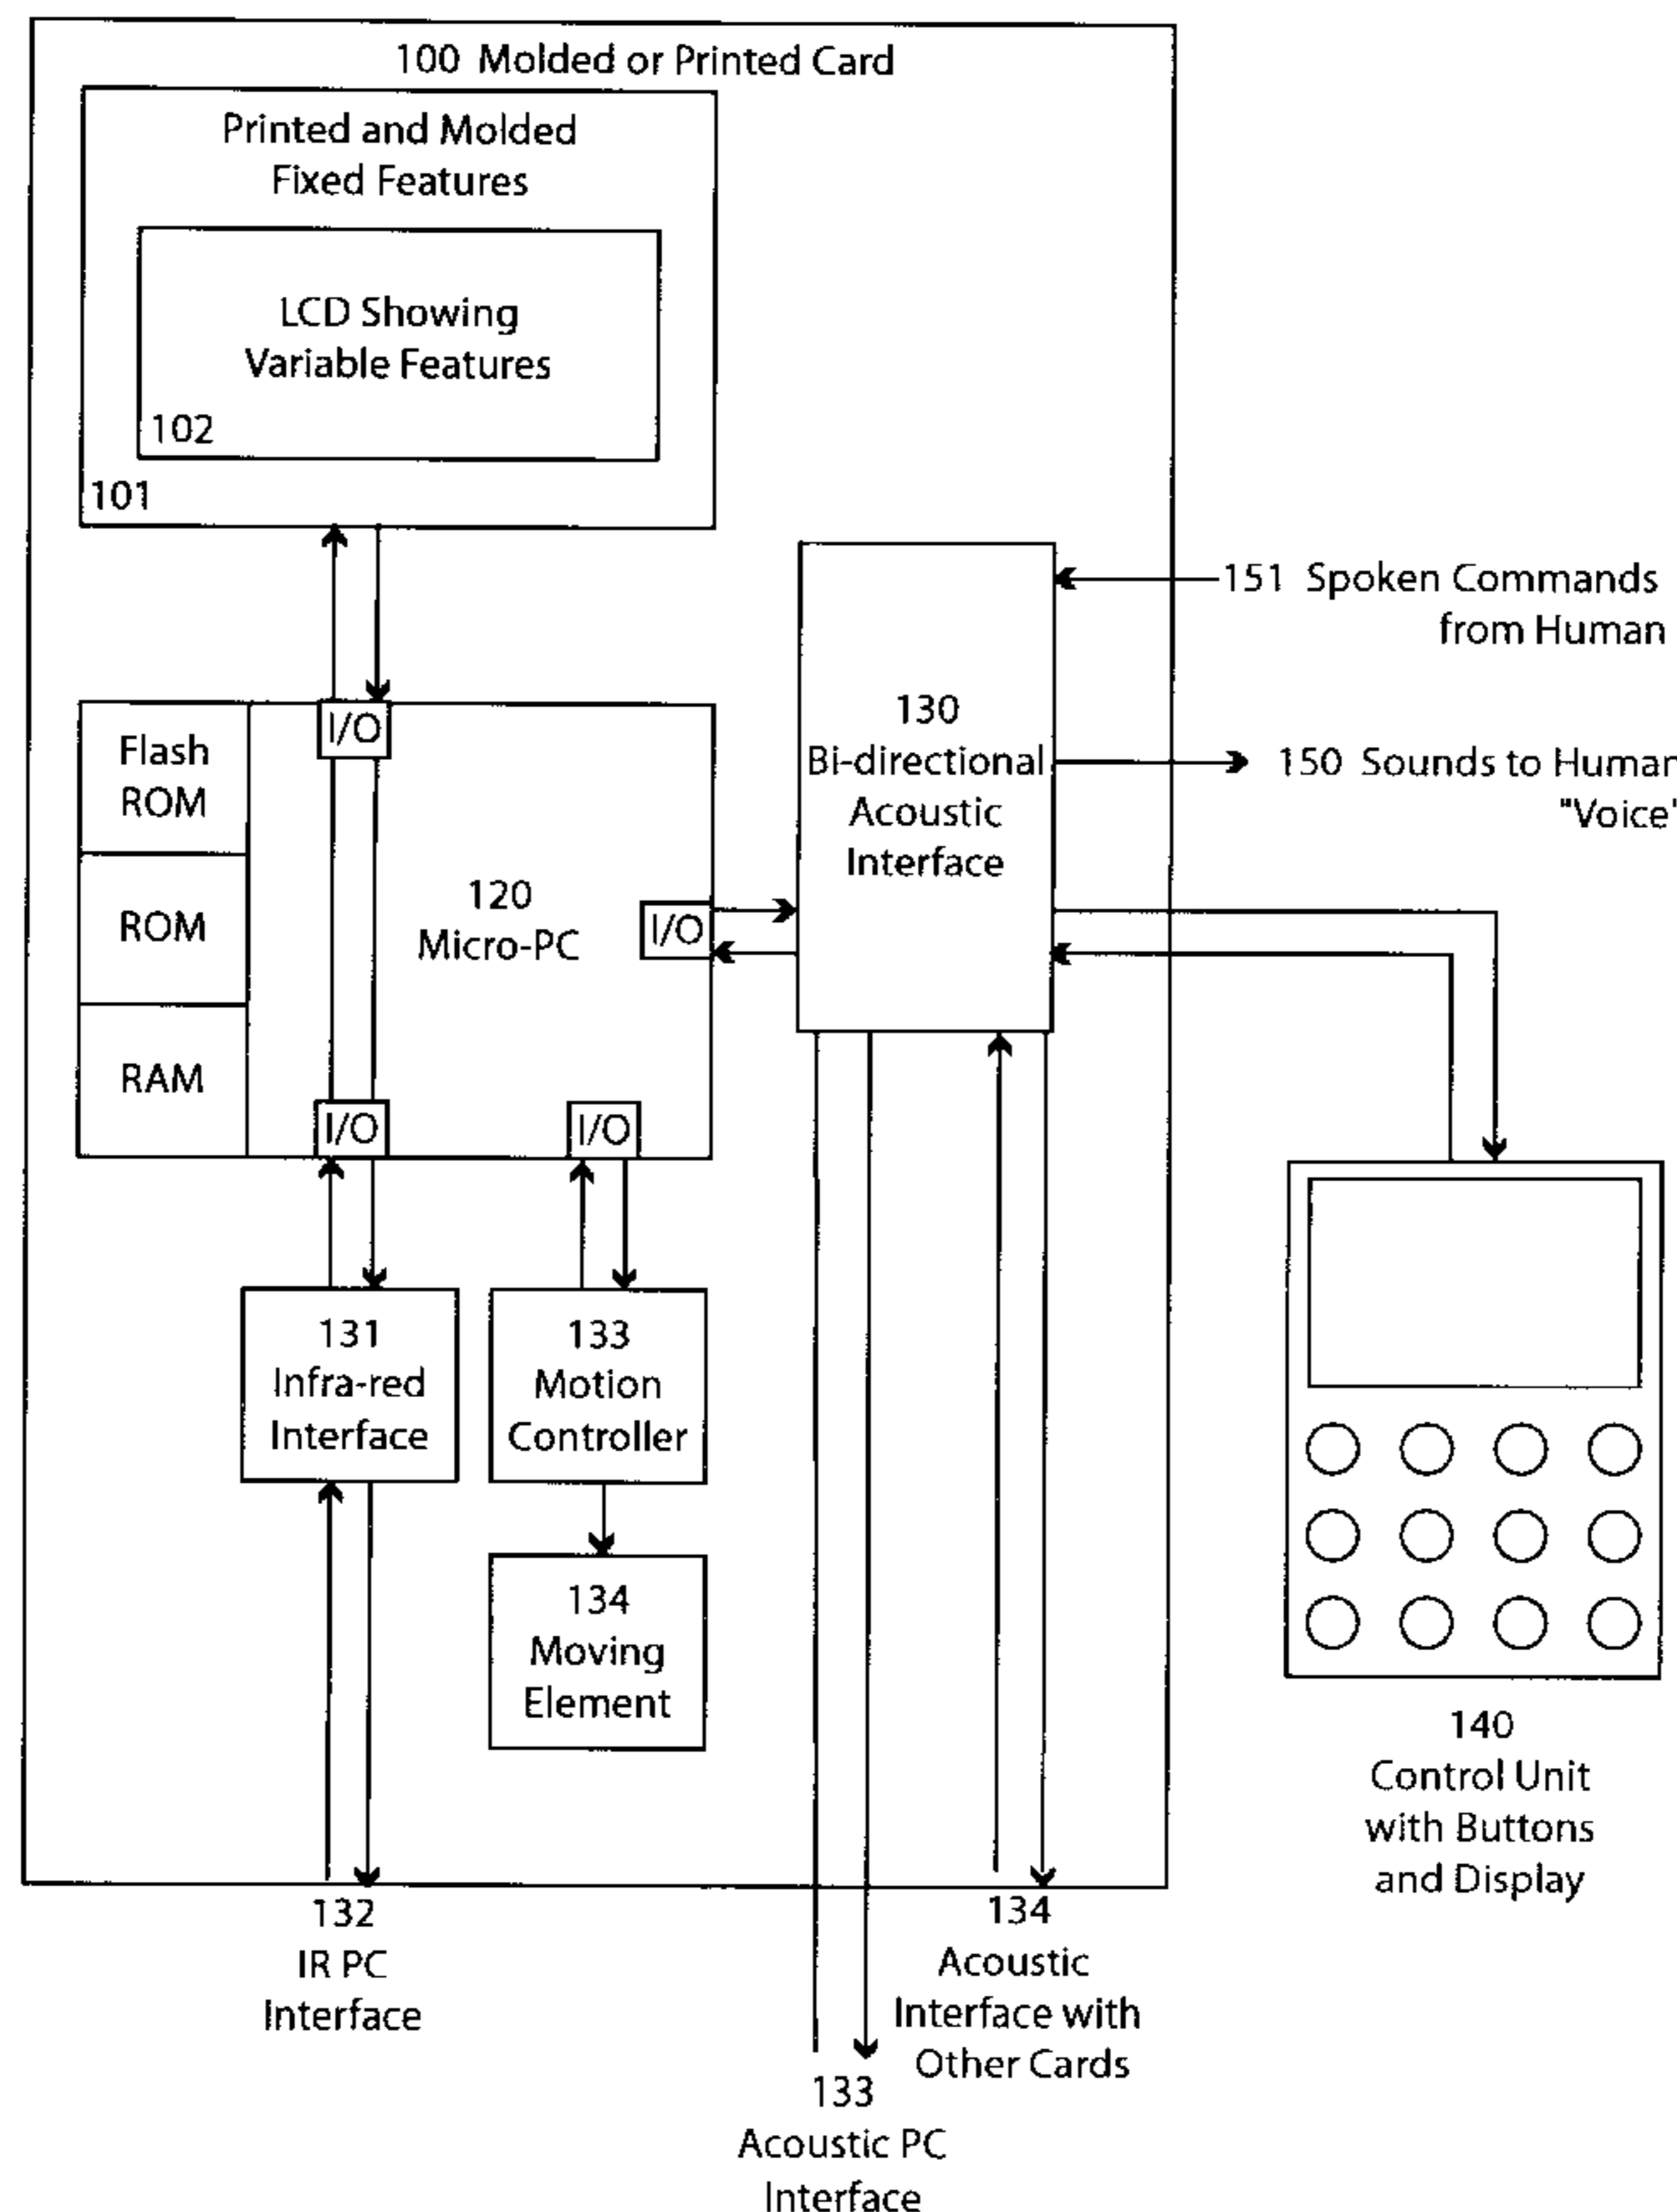 100 Molded or Printed Card
Printed and Molded
Fixed Features
LCD Showing
Variable Features
102
101
151 Spoken Commands
from Human
130
Bi-directional
Acoustic
Interface
150 Sounds to Human
"Voice"
I/O
Flash
ROM
ROM
RAM
120
Micro-PC
I/O
I/O
I/O
131
Infra-red
Interface
133
Motion
Controller
134
Moving
Element
140
Control Unit
with Buttons
and Display
132
IR PC
Interface
134
Acoustic
Interface with
Other Cards
133
Acoustic PC
Interface